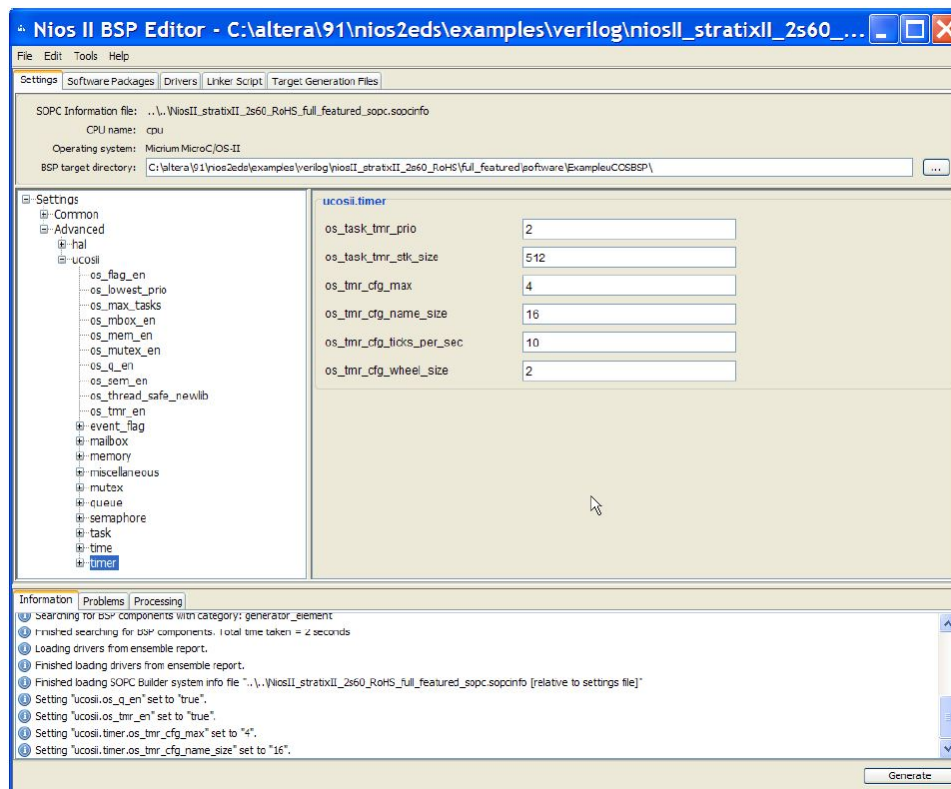 Nios II BSP Editor - C:\altera\91\nios2eds\examples\verilog\niosII_stratixII_2s60_...
File Edit Tools Help
Settings Software Packages Drivers Linker Script Target Generation Files
SOPC Information file: ..\..\NiosII_stratixII_2s60_RoHS_full_featured_sopc.sopcinfo
CPU name: cpu
Operating system: Micrium MicroC/OS-II
BSP target directory: C:\altera\91\nios2eds\examples\verilog\niosII_stratixII_2s60_RoHS\full_featured\software\ExampleuCOSBSP\ ...
Settings
Common
Advanced
hal
ucosii
os_flag_en
os_lowest_prio
os_max_tasks
os_mbox_en
os_mem_en
os_mutex_en
os_q_en
os_sem_en
os_thread_safe_newlib
os_tmr_en
event_flag
mailbox
memory
miscellaneous
mutex
queue
semaphore
task
time
timer
ucosii.timer
os_task_tmr_prio 2
os_task_tmr_stk_size 512
os_tmr_cfg_max 4
os_tmr_cfg_name_size 16
os_tmr_cfg_ticks_per_sec 10
os_tmr_cfg_wheel_size 2
Information Problems Processing
Searching for BSP components with category: generator_element
Finished searching for BSP components. Total time taken = 2 seconds
Loading drivers from ensemble report.
Finished loading drivers from ensemble report.
Finished loading SOPC Builder system info file "..\..\NiosII_stratixII_2s60_RoHS_full_featured_sopc.sopcinfo [relative to settings file]"
Setting "ucosii.os_q_en" set to "true".
Setting "ucosii.os_tmr_en" set to "true".
Setting "ucosii.timer.os_tmr_cfg_max" set to "4".
Setting "ucosii.timer.os_tmr_cfg_name_size" set to "16".
Generate